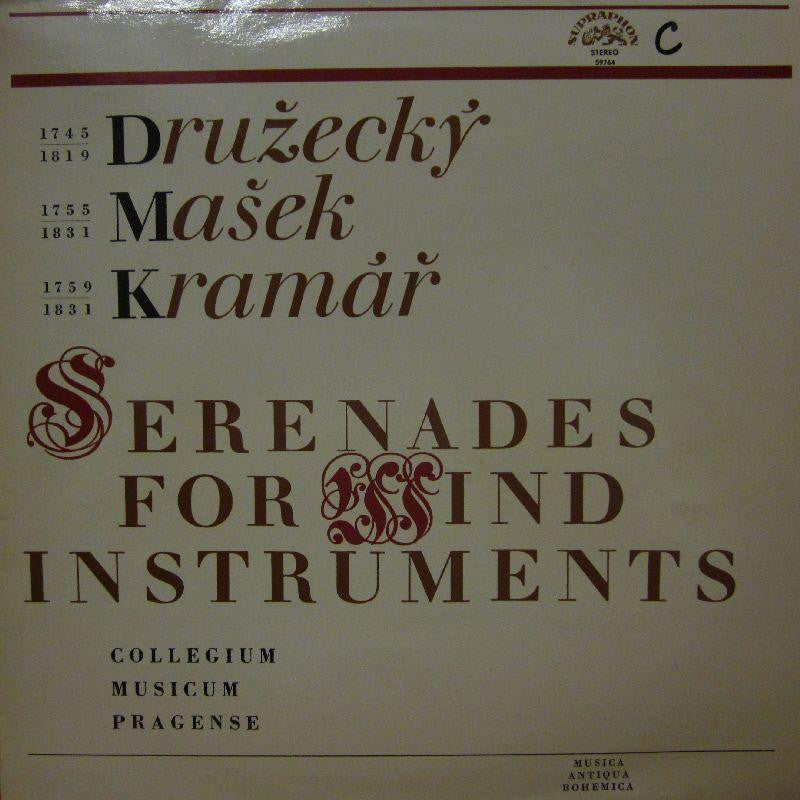 SUPRAPHON
STEREO
59764
C
1745
1819
Družecký
1755
1831
Mašek
1759
1831
Kramář
SERENADES
FOR WIND
INSTRUMENTS
COLLEGIUM
MUSICUM
PRAGENSE
MUSICA
ANTIQUA
BOHEMICA